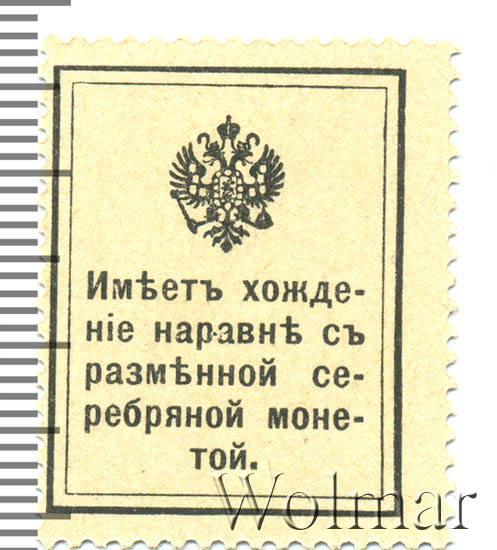 Имѣетъ хожде-
ніе наравнѣ съ
размѣнной се-
ребряной моне-
той.
Wolmar